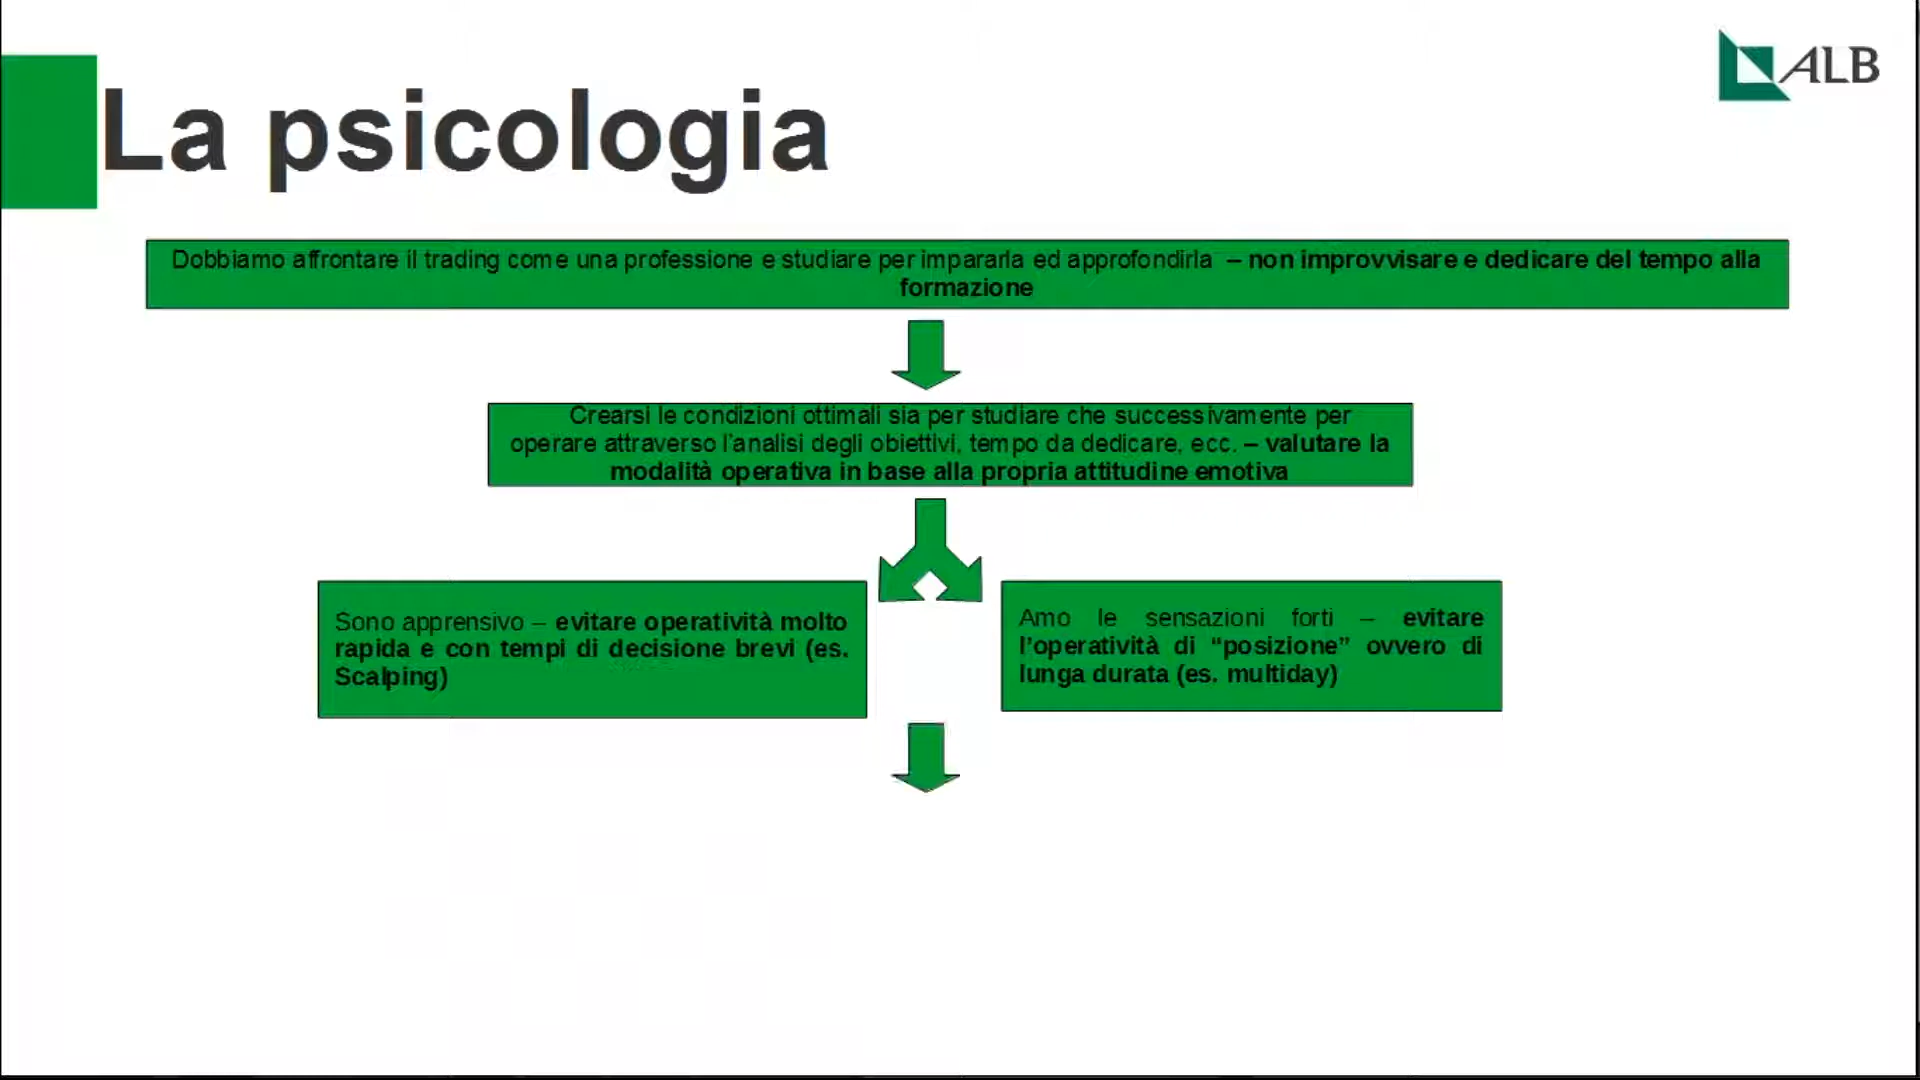 ALB
La psicologia
Dobbiamo affrontare il trading come una professione e studiare per impararla ed approfondirla – non improvvisare e dedicare del tempo alla
formazione
Crearsi le condizioni ottimali sia per studiare che successivamente per
operare attraverso l'analisi degli obiettivi, tempo da dedicare, ecc. – valutare la
modalità operativa in base alla propria attitudine emotiva
Sono apprensivo – evitare operatività molto
rapida e con tempi di decisione brevi (es.
Scalping)
Amo le sensazioni forti – evitare
l'operatività di “posizione” ovvero di
lunga durata (es. multiday)